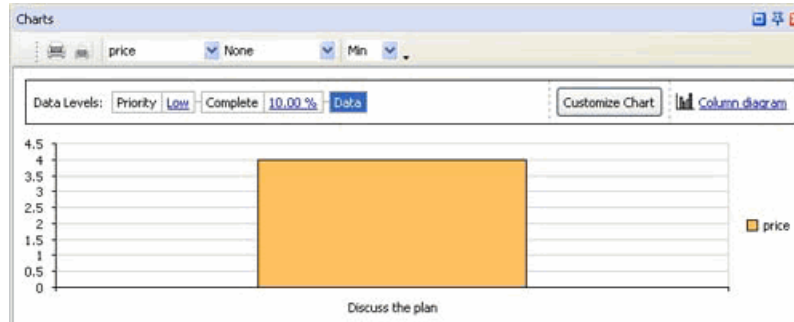 Charts
price None Min
Data Levels: Priority Low Complete 10.00 % Data Customize Chart Column diagram
4.5
4
3.5
3
2.5
2
1.5
1
0.5
0
price
Discuss the plan